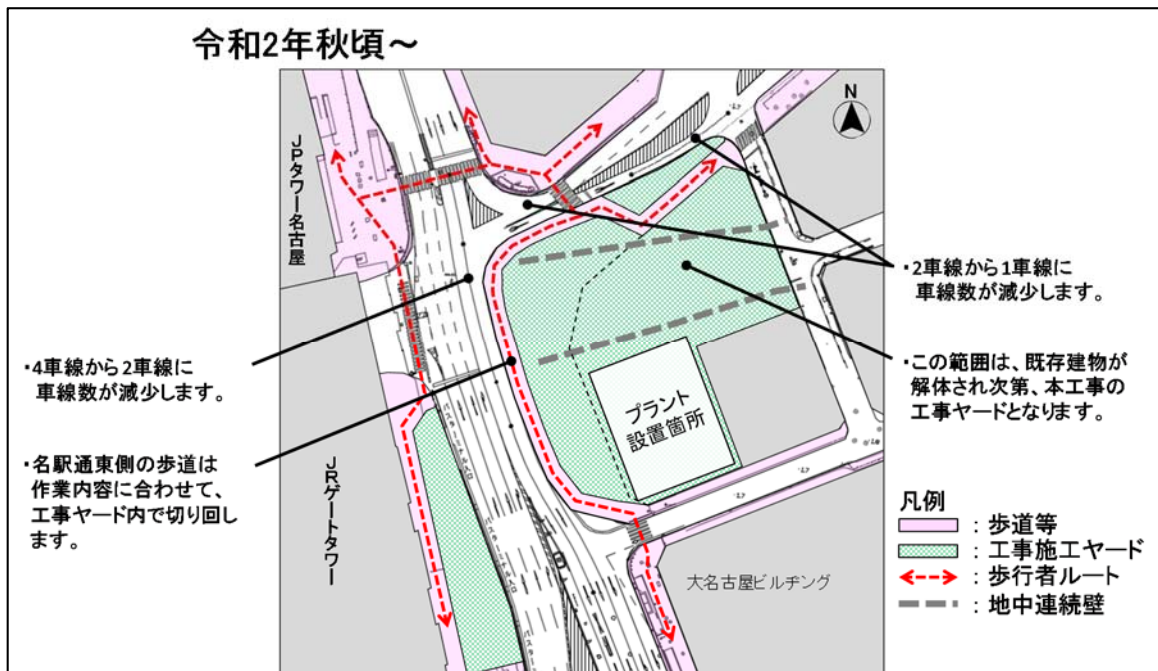 令和2年秋頃～
N
JPタワー名古屋
・2車線から1車線に
車線数が減少します。
・4車線から2車線に
車線数が減少します。
・この範囲は、既存建物が
解体され次第、本工事の
工事ヤードとなります。
プラント
設置箇所
・名駅通東側の歩道は
作業内容に合わせて、
工事ヤード内で切り回し
ます。
JRゲートタワー
大名古屋ビルヂング
凡例
：歩道等
：工事施工ヤード
：歩行者ルート
：地中連続壁